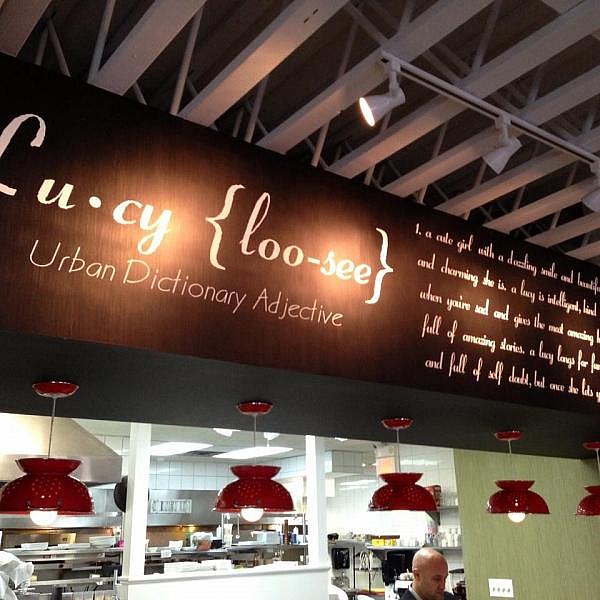 Lu•cy {loo-see}
Urban Dictionary Adjective
1. a cute girl with a dazzling smile and beautiful
and charming she is. a lucy is intelligent, kind
when you're sad and gives the most amazing
full of amazing stories. a lucy longs for
and full of self doubt, but once she lets